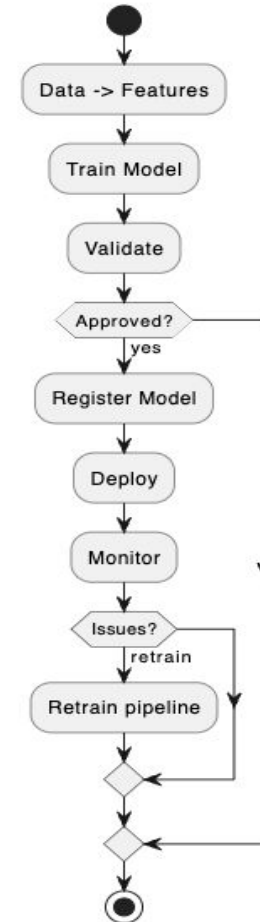 Data -> Features
Train Model
Validate
Approved?
yes
Register Model
Deploy
Monitor
Issues?
retrain
Retrain pipeline